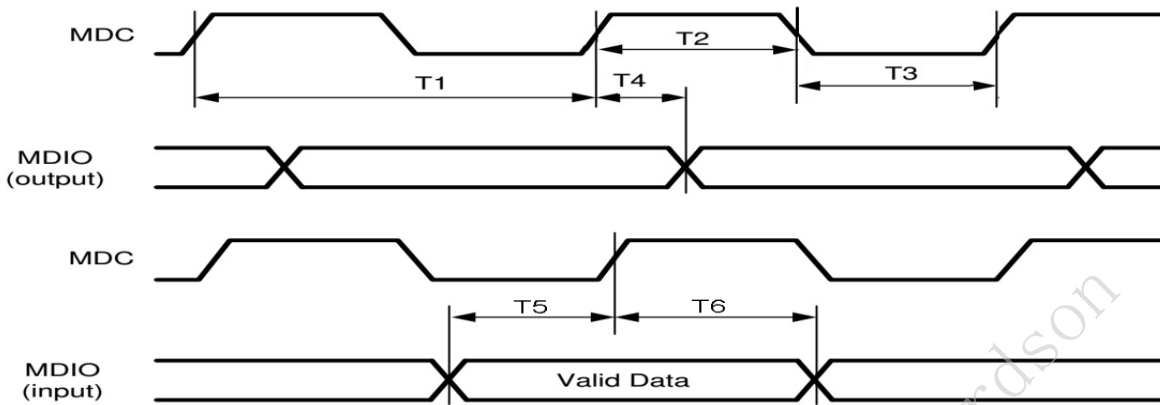 MDC
T2
T1
T4
T3
MDIO
(output)
MDC
T5
T6
MDIO
(input)
Valid Data